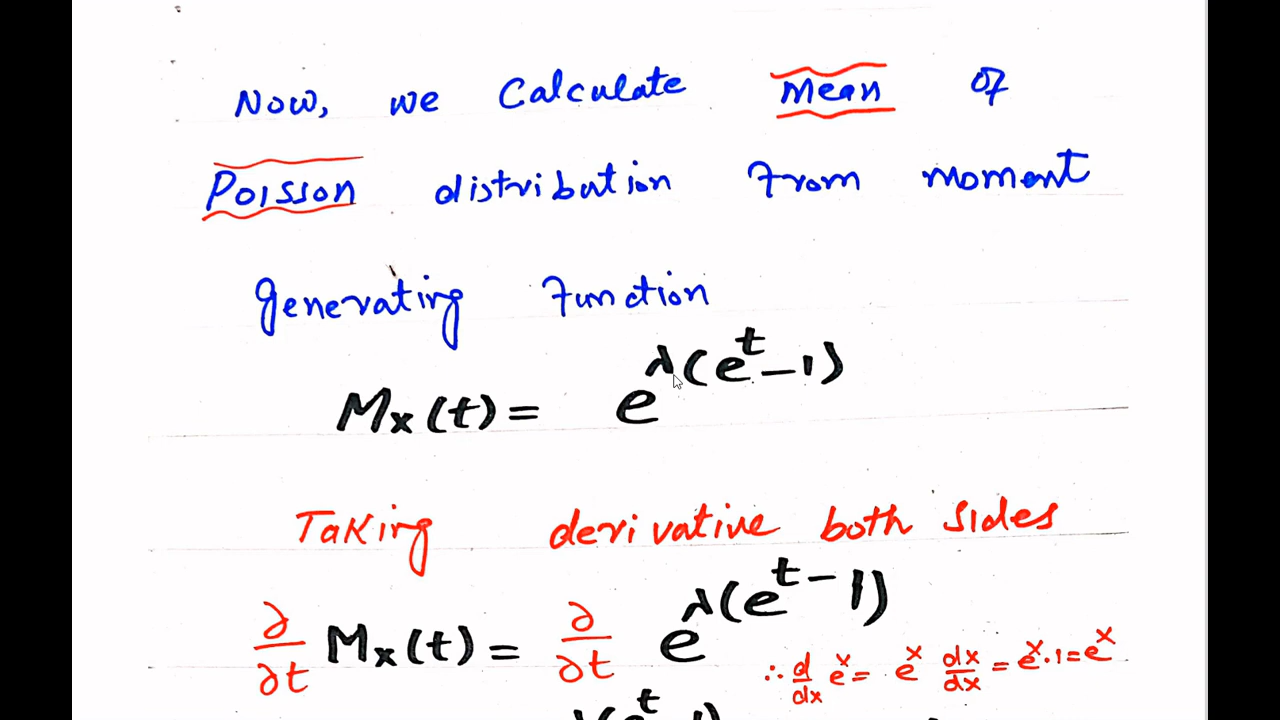 Now, we Calculate Mean of
Poisson distribution From moment
generating Function
Mx(t) = e^λ(e^t-1)
Taking derivative both sides
∂/∂t Mx(t) = ∂/∂t e^λ(e^t-1)
∴ d/dx e^x = e^x dx/dx = e^x·1 = e^x